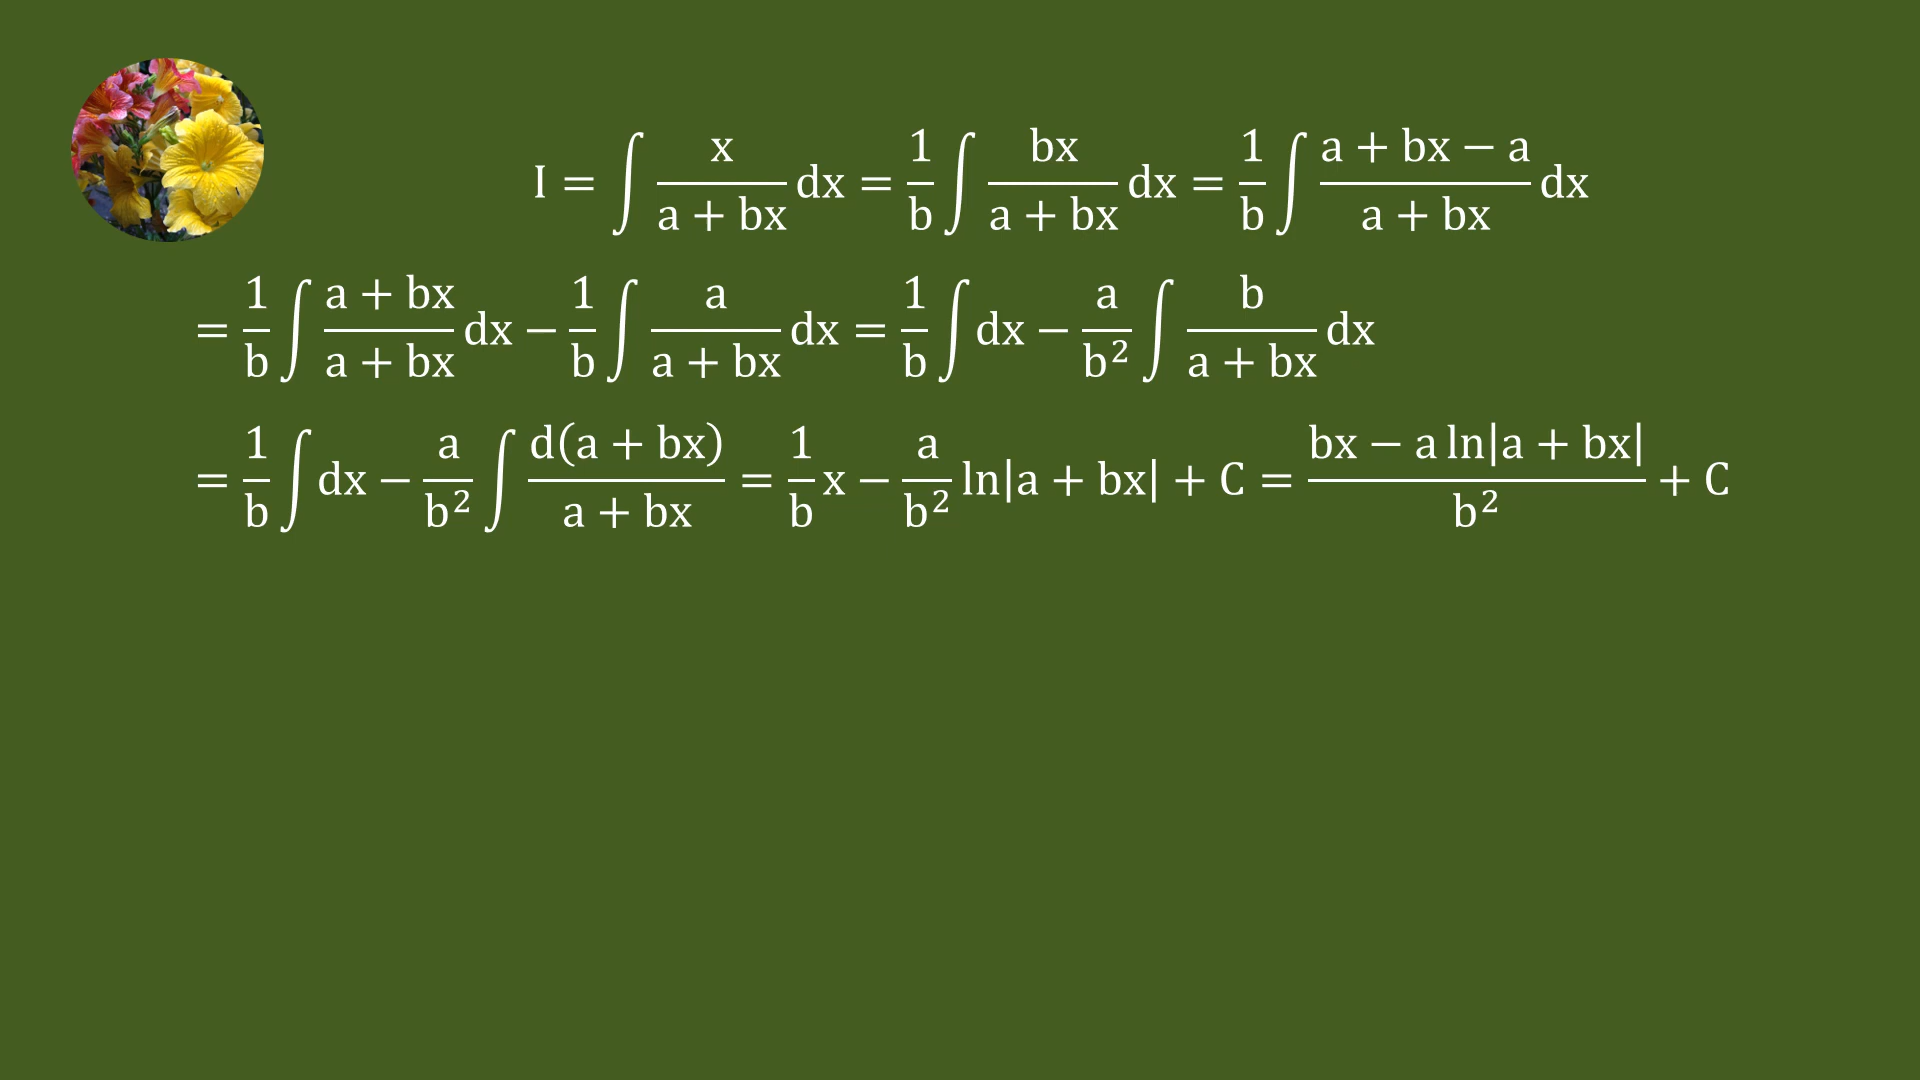 I = ∫ x/(a + bx) dx = 1/b ∫ bx/(a + bx) dx = 1/b ∫ (a + bx − a)/(a + bx) dx
= 1/b ∫ (a + bx)/(a + bx) dx − 1/b ∫ a/(a + bx) dx = 1/b ∫ dx − a/b² ∫ b/(a + bx) dx
= 1/b ∫ dx − a/b² ∫ d(a + bx)/(a + bx) = 1/b x − a/b² ln|a + bx| + C = (bx − a ln|a + bx|)/b² + C